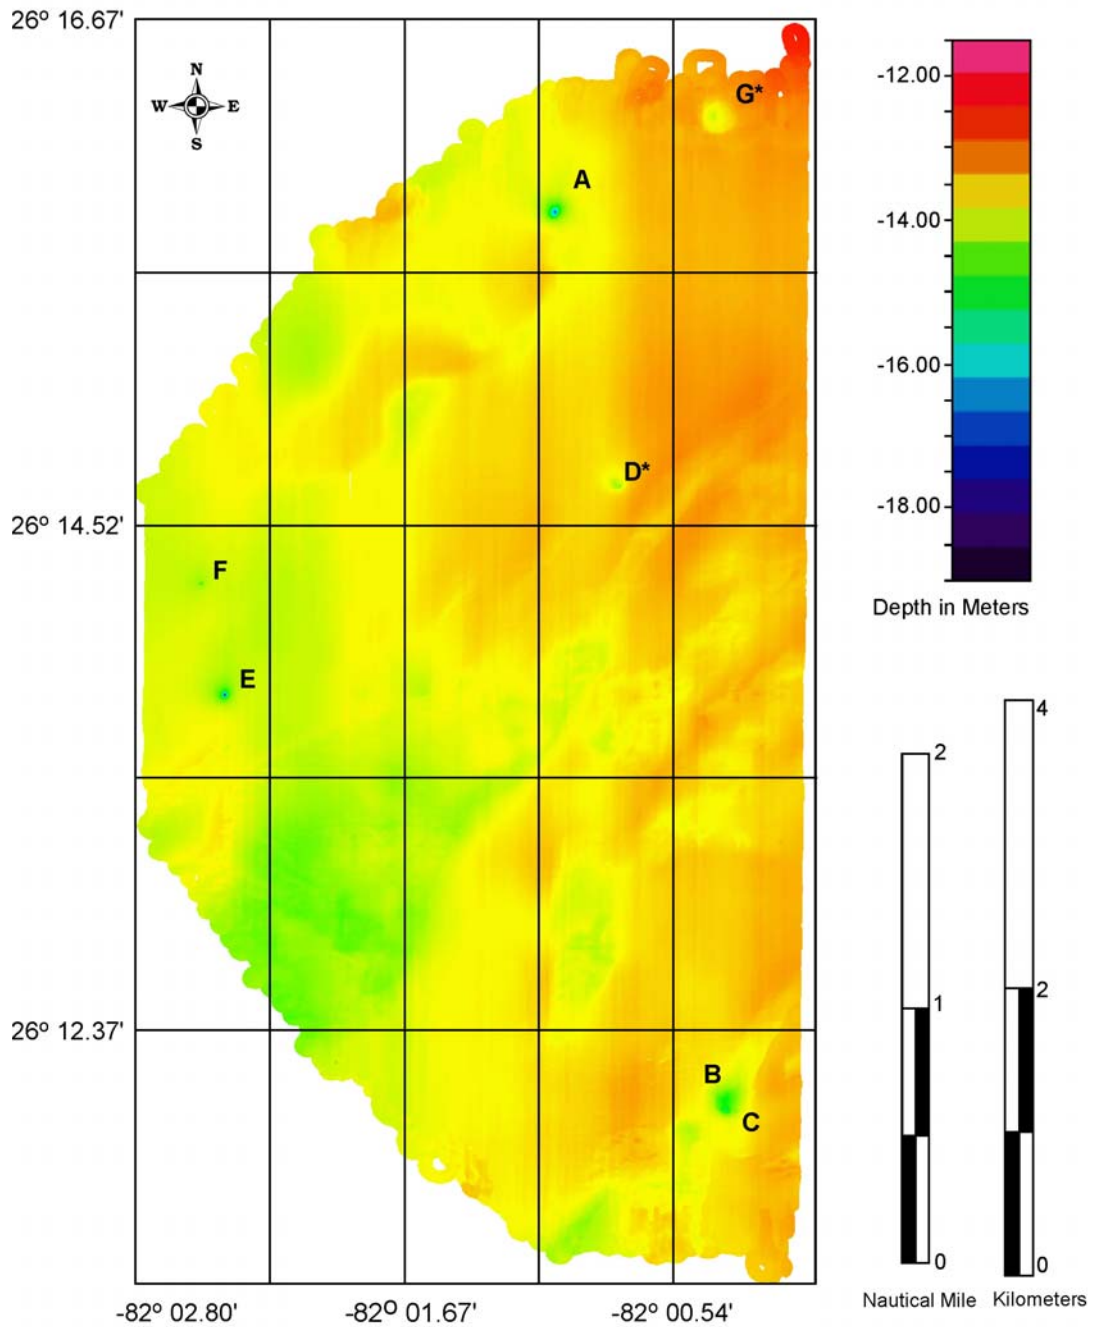 26º 16.67'
N
W E
S
G*
A
D*
26º 14.52'
F
E
26º 12.37'
B
C
-82º 02.80'
-82º 01.67'
-82º 00.54'
-12.00
-14.00
-16.00
-18.00
Depth in Meters
2
1
0
Nautical Mile
4
2
0
Kilometers